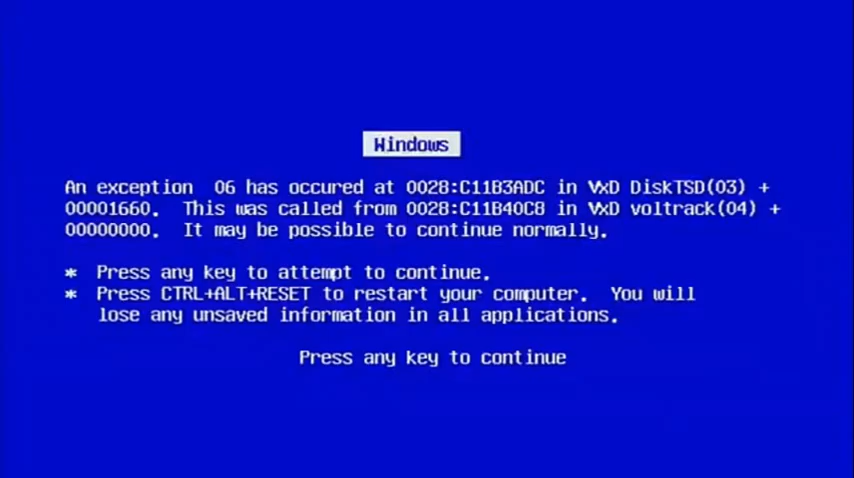 Windows
An exception 06 has occured at 0028:C11B3ADC in VxD DiskTSD(03) +
00001660. This was called from 0028:C11B40C8 in VxD voltrack(04) +
00000000. It may be possible to continue normally.
* Press any key to attempt to continue.
* Press CTRL+ALT+RESET to restart your computer. You will
lose any unsaved information in all applications.
Press any key to continue